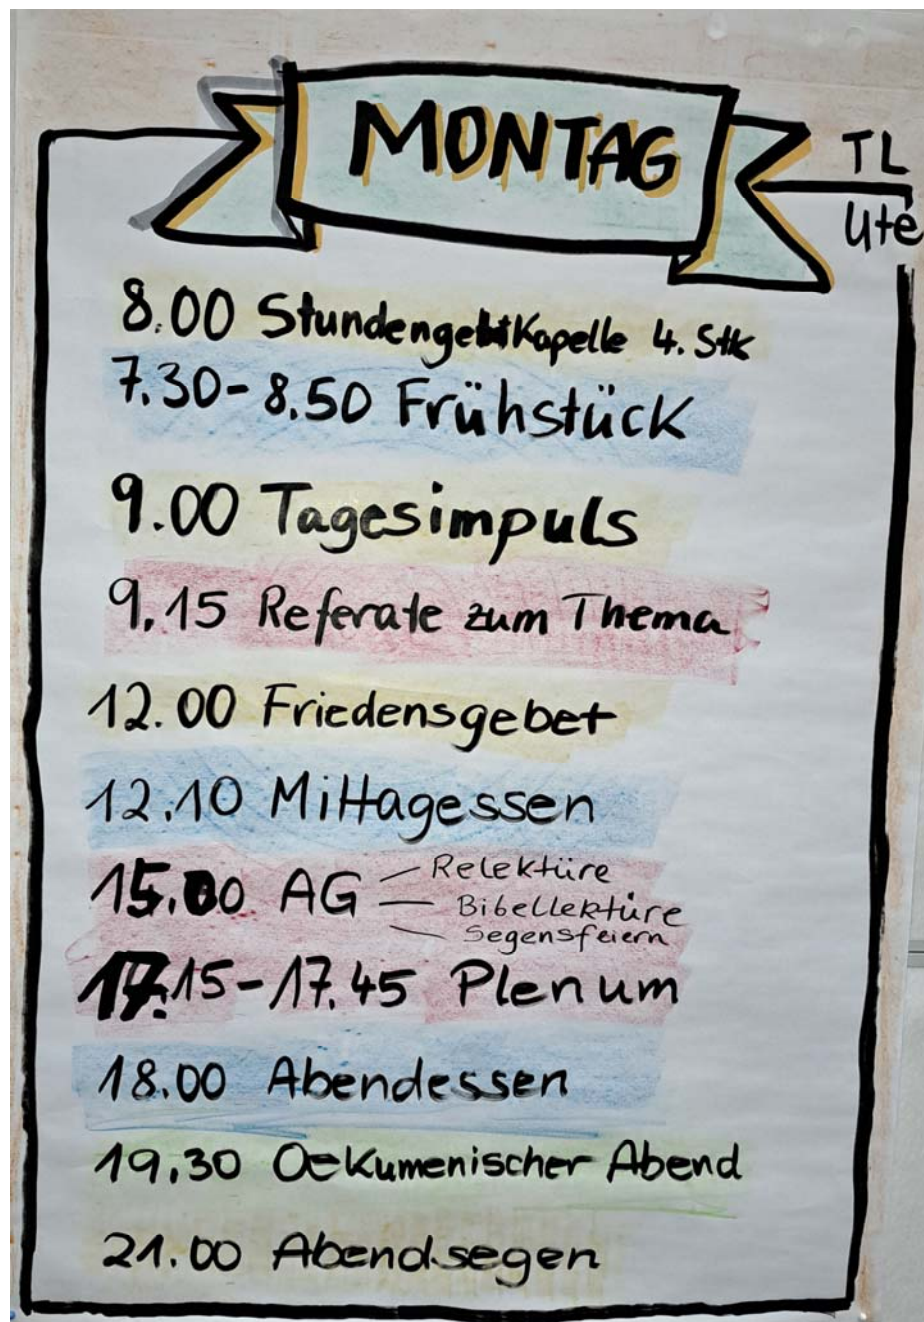 MONTAG
TL
Ute
8.00 Stundengebet Kapelle 4. Stk
7.30-8.50 Frühstück
9.00 Tagesimpuls
9.15 Referate zum Thema
12.00 Friedensgebet
12.10 Mittagessen
15.00 AG
Relektüre
Bibellektüre
Segensfeiern
17.15-17.45 Plenum
18.00 Abendessen
19.30 Oekumenischer Abend
21.00 Abendsegen